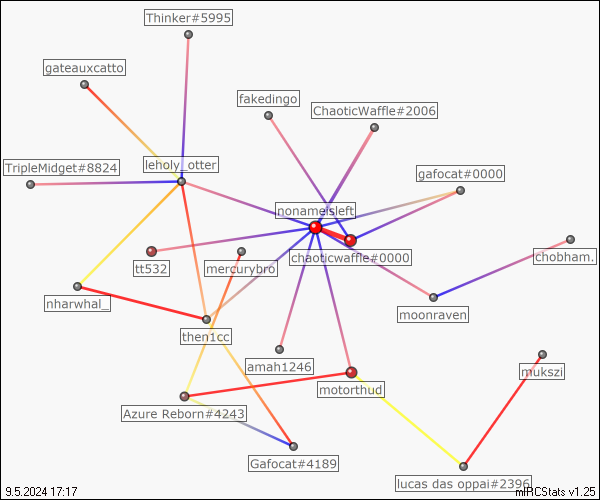 Thinker#5995
gateauxcatto
fakedingo
ChaoticWaffle#2006
TripleMidget#8824
leholy_otter
gafocat#0000
nonameisleft
chaoticwaffle#0000
chobham.
tt532
mercurybro
nharwhal_
moonraven
then1cc
amah1246
mukszi
motorthud
Azure Reborn#4243
Gafocat#4189
lucas das oppai#2396
9.5.2024 17:17
mIRCStats v1.25